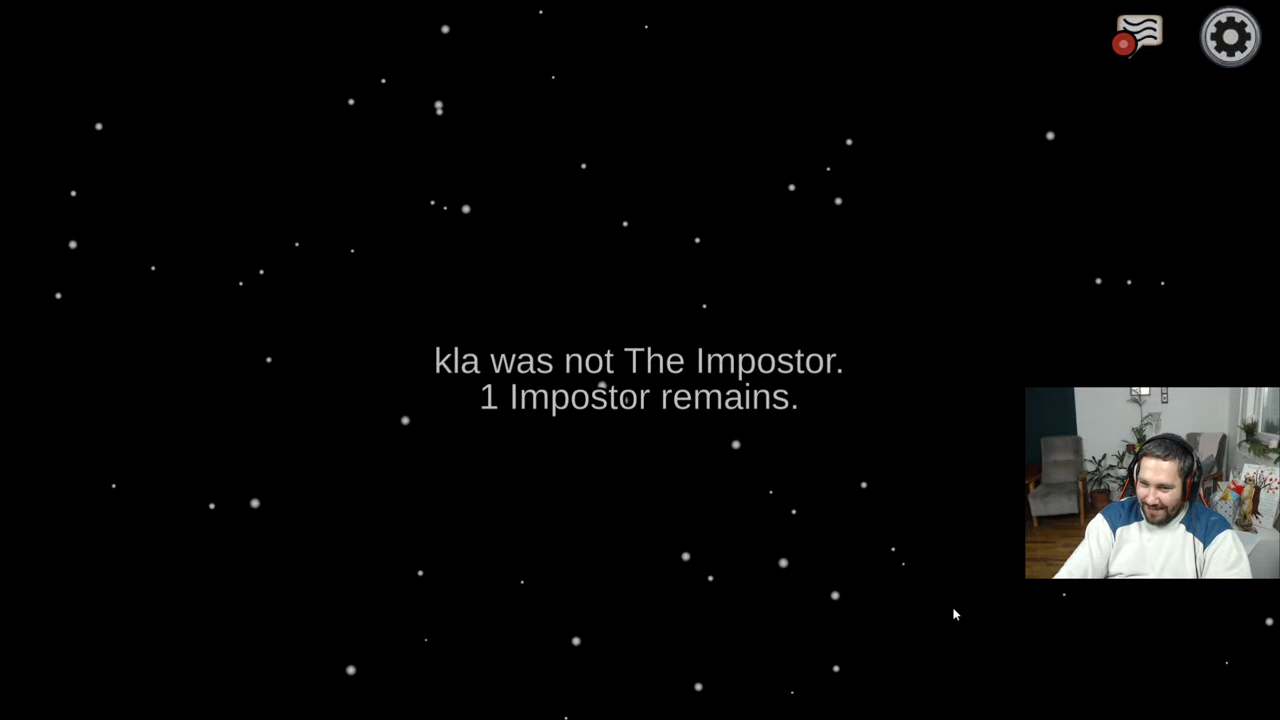 kla was not The Impostor.
1 Impostor remains.